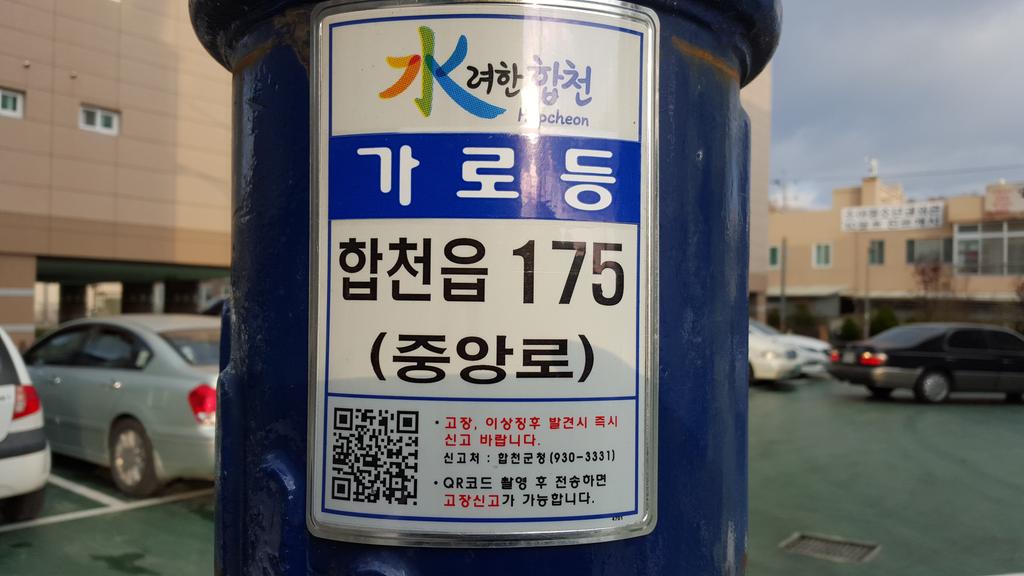 水려한 합천
Hapcheon
가로등
합천읍 175
(중앙로)
· 고장, 이상징후 발견시 즉시
신고 바랍니다.
신고처 : 합천군청(930-3331)
· QR코드 촬영 후 전송하면
고장신고가 가능합니다.